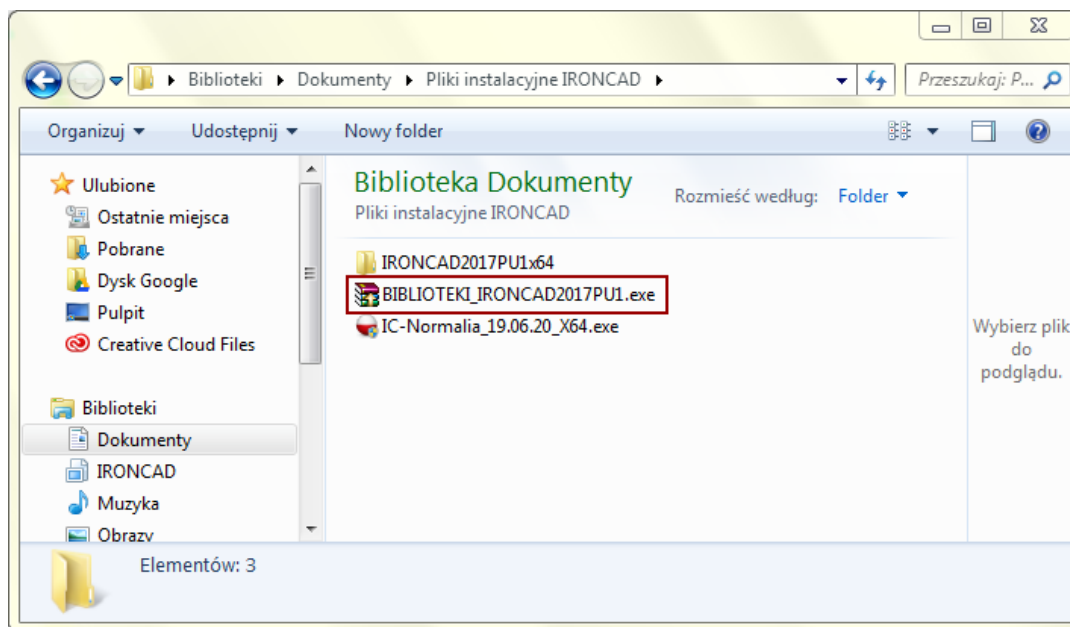 Biblioteki Dokumenty Pliki instalacyjne IRONCAD
Przeszukaj: P...
Organizuj Udostępnij Nowy folder
Ulubione
Ostatnie miejsca
Pobrane
Dysk Google
Pulpit
Creative Cloud Files
Biblioteki
Dokumenty
IRONCAD
Muzyka
Obrazy
Biblioteka Dokumenty
Pliki instalacyjne IRONCAD
Rozmieść według: Folder
IRONCAD2017PU1x64
BIBLIOTEKI_IRONCAD2017PU1.exe
IC-Normalia_19.06.20_X64.exe
Wybierz plik
do
podglądu.
Elementów: 3